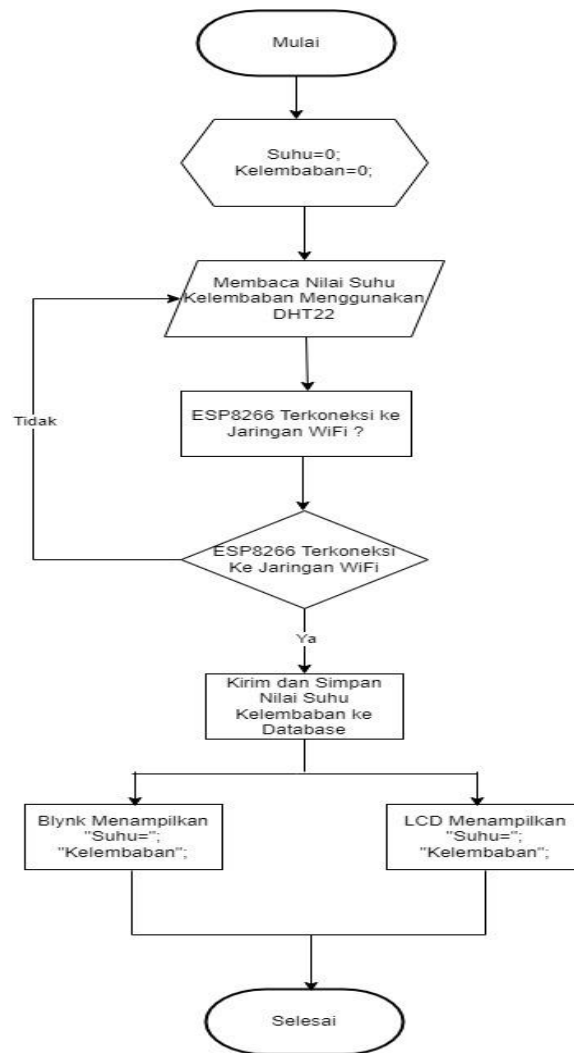 Mulai
Suhu=0;
Kelembaban=0;
Membaca Nilai Suhu
Kelembaban Menggunakan
DHT22
Tidak
ESP8266 Terkoneksi ke
Jaringan WiFi ?
ESP8266 Terkoneksi
Ke Jaringan WiFi
Ya
Kirim dan Simpan
Nilai Suhu
Kelembaban ke
Database
Blynk Menampilkan
"Suhu=";
"Kelembaban";
LCD Menampilkan
"Suhu=";
"Kelembaban";
Selesai